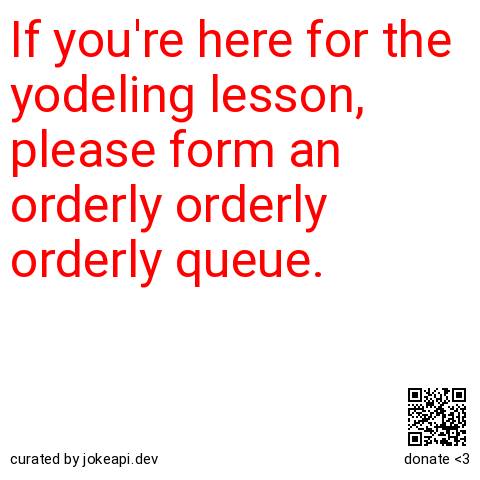 If you're here for the
yodeling lesson,
please form an
orderly orderly
orderly queue.
curated by jokeapi.dev
donate <3